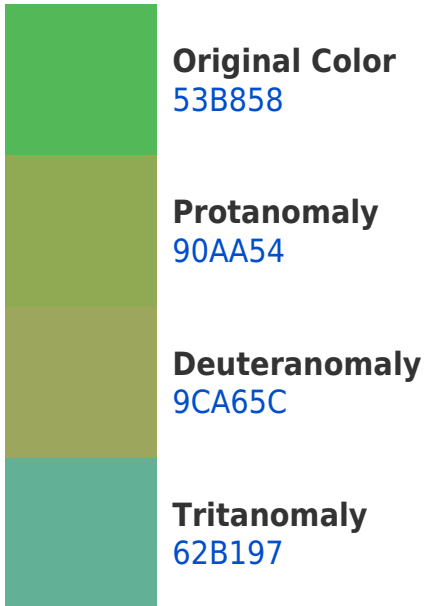 Original Color
53B858
Protanomaly
90AA54
Deuteranomaly
9CA65C
Tritanomaly
62B197